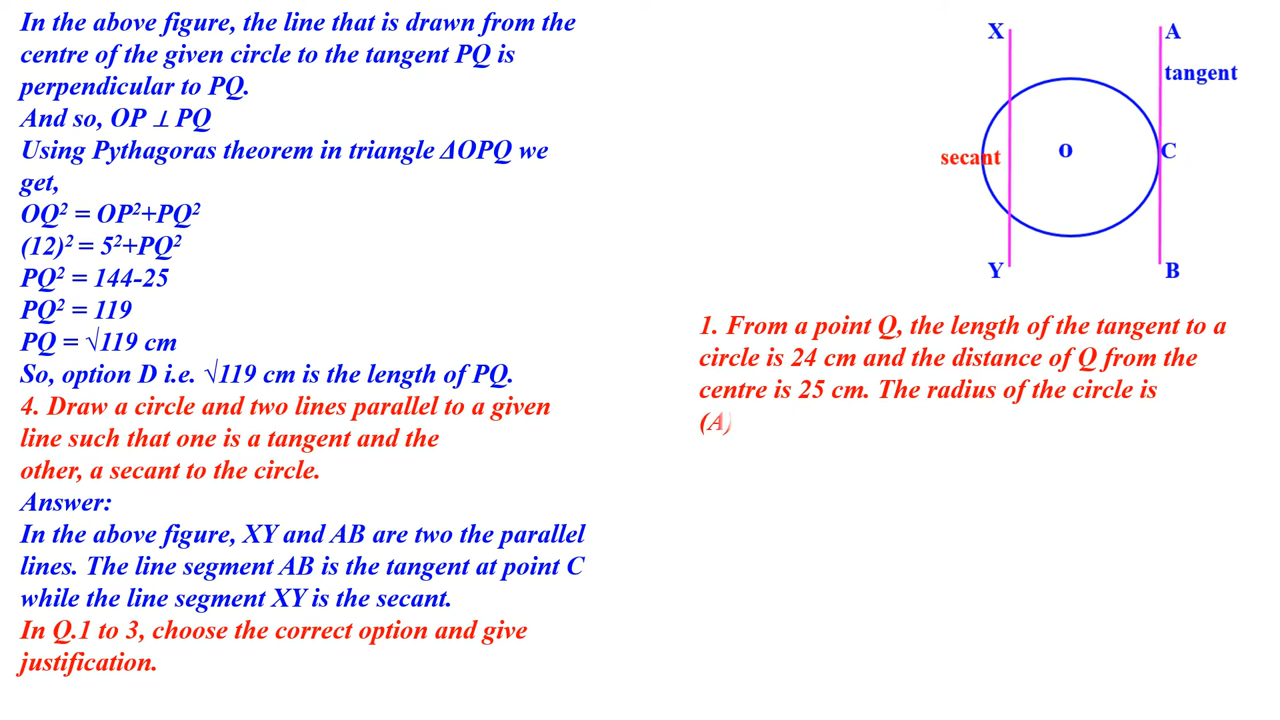 In the above figure, the line that is drawn from the
centre of the given circle to the tangent PQ is
perpendicular to PQ.
And so, OP ⊥ PQ
Using Pythagoras theorem in triangle ΔOPQ we
get,
OQ² = OP²+PQ²
(12)² = 5²+PQ²
PQ² = 144-25
PQ² = 119
PQ = √119 cm
So, option D i.e. √119 cm is the length of PQ.
4. Draw a circle and two lines parallel to a given
line such that one is a tangent and the
other, a secant to the circle.
Answer:
In the above figure, XY and AB are two the parallel
lines. The line segment AB is the tangent at point C
while the line segment XY is the secant.
In Q.1 to 3, choose the correct option and give
justification.
X
A
tangent
secant
O
C
Y
B
1. From a point Q, the length of the tangent to a
circle is 24 cm and the distance of Q from the
centre is 25 cm. The radius of the circle is
(A)